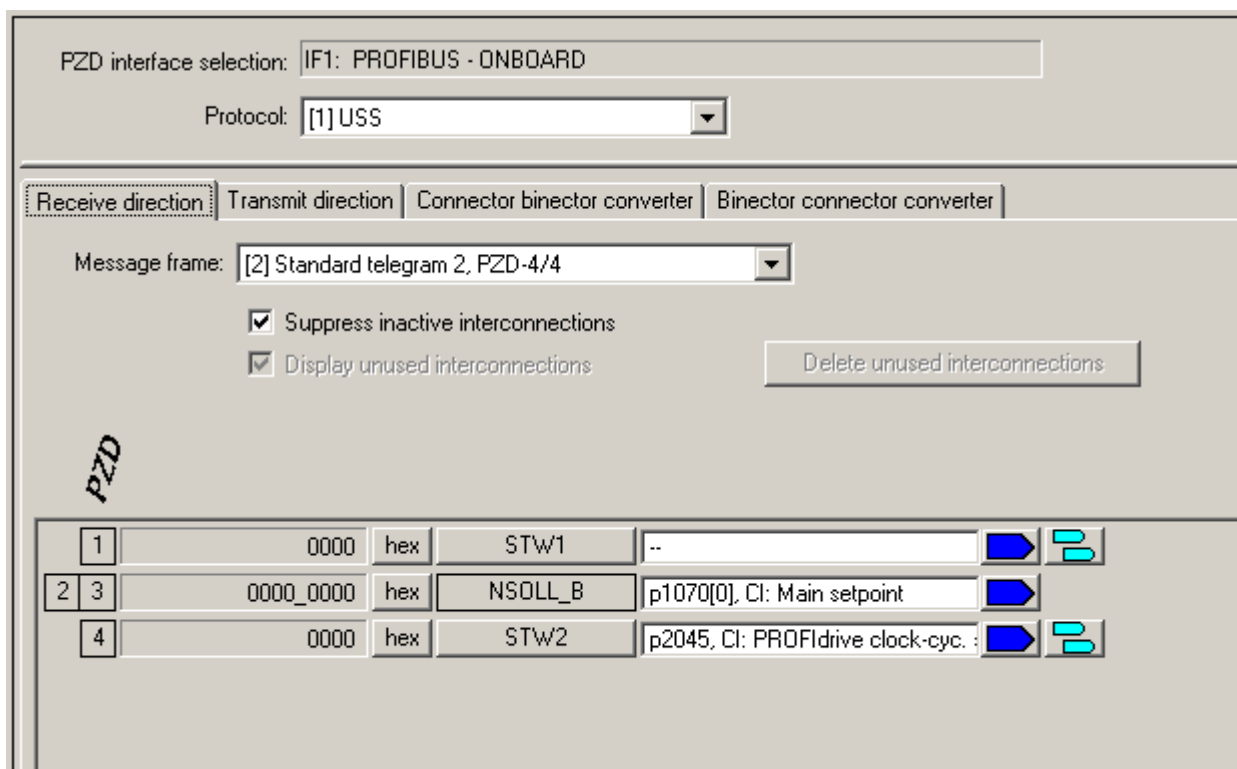 PZD interface selection: IF1: PROFIBUS - ONBOARD
Protocol: [1] USS
Receive direction Transmit direction Connector binector converter Binector connector converter
Message frame: [2] Standard telegram 2, PZD-4/4
Suppress inactive interconnections
Display unused interconnections Delete unused interconnections
PZD
1 0000 hex STW1 --
2 3 0000_0000 hex NSOLL_B p1070[0], CI: Main setpoint
4 0000 hex STW2 p2045, CI: PROFIdrive clock-cyc.